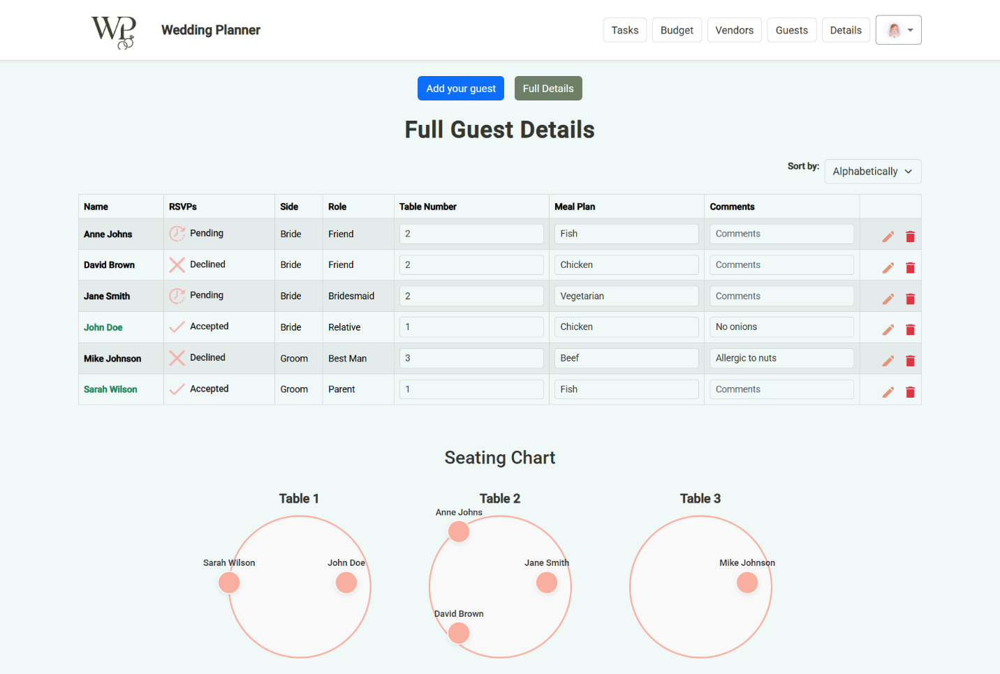 WP
Wedding Planner
Tasks Budget Vendors Guests Details
Add your guest Full Details
Full Guest Details
Sort by: Alphabetically
Name RSVPs Side Role Table Number Meal Plan Comments
Anne Johns Pending Bride Friend 2 Fish Comments
David Brown Declined Bride Friend 2 Chicken Comments
Jane Smith Pending Bride Bridesmaid 2 Vegetarian Comments
John Doe Accepted Bride Relative 1 Chicken No onions
Mike Johnson Declined Groom Best Man 3 Beef Allergic to nuts
Sarah Wilson Accepted Groom Parent 1 Fish Comments
Seating Chart
Table 1 Table 2 Table 3
Anne Johns
Sarah Wilson John Doe Jane Smith Mike Johnson
David Brown